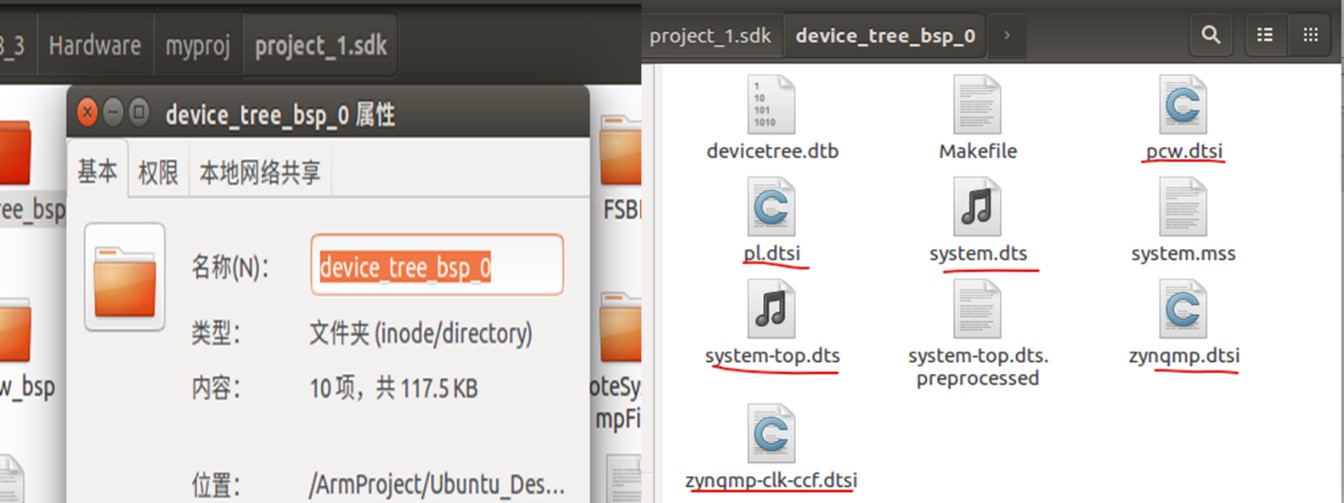 3_3 Hardware myproj project_1.sdk
device_tree_bsp_0 属性
基本 权限 本地网络共享
ee_bsp
FSBI
名称(N): device_tree_bsp_0
类型: 文件夹 (inode/directory)
w_bsp
内容: 10 项，共 117.5 KB
oteSy
mpFi
位置: /ArmProject/Ubuntu_Des...
project_1.sdk device_tree_bsp_0
1
10
101
1010
devicetree.dtb Makefile pcw.dtsi
pl.dtsi system.dts system.mss
system-top.dts system-top.dts. zynqmp.dtsi
preprocessed
zynqmp-clk-ccf.dtsi